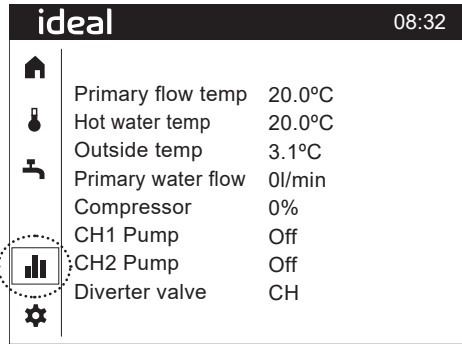 ideal 08:32
Primary flow temp 20.0ºC
Hot water temp 20.0ºC
Outside temp 3.1ºC
Primary water flow 0l/min
Compressor 0%
CH1 Pump Off
CH2 Pump Off
Diverter valve CH